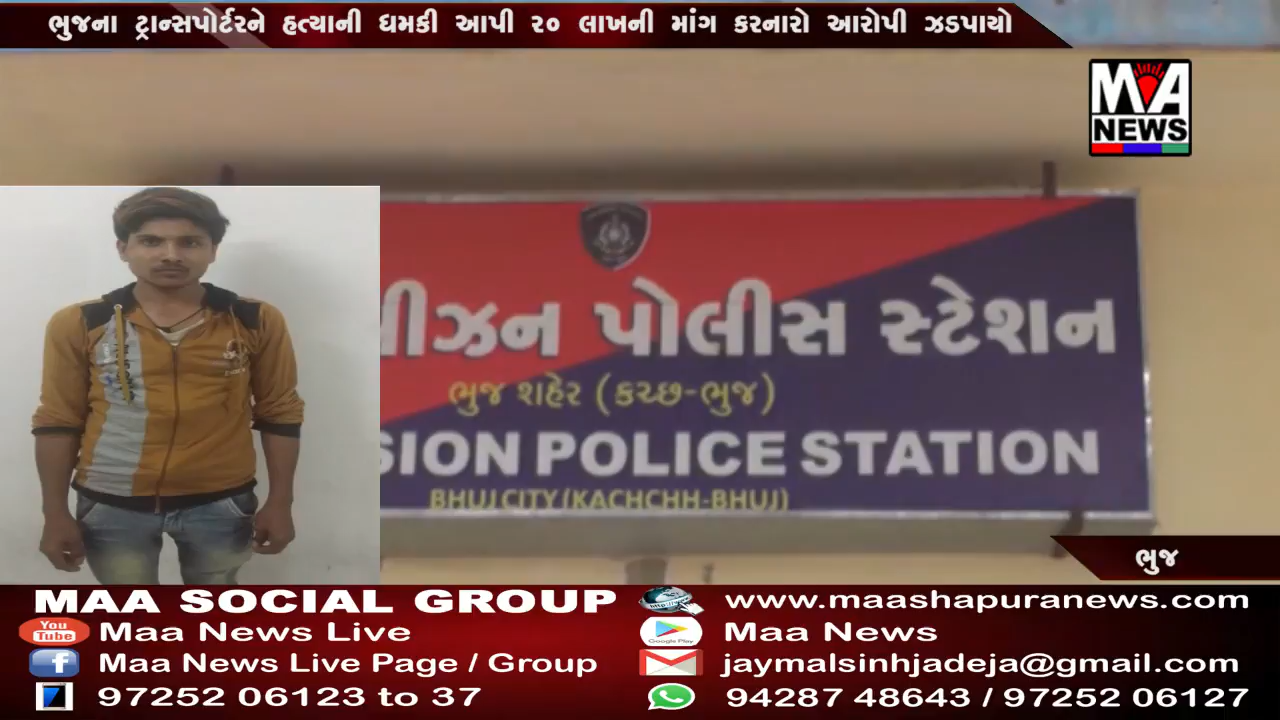 ભુજના ટ્રાન્સપોર્ટરને હત્યાની ધમકી આપી ૨૦ લાખની માંગ કરનારો આરોપી ઝડપાયો
MAA
NEWS
પોલીસ સ્ટેશન
ભુજ શહેર (કચ્છ-ભુજ)
POLICE STATION
BHUJ CITY (KACHCHH-BHUJ)
ભુજ
MAA SOCIAL GROUP
www.maashapuranews.com
You Tube Maa News Live
Google Play Maa News
Maa News Live Page / Group
jaymalsinhjadeja@gmail.com
97252 06123 to 37
94287 48643 / 97252 06127